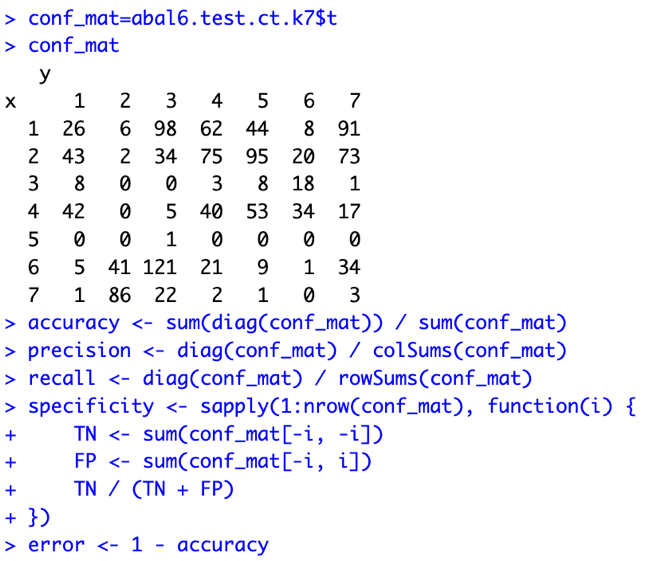 > conf_mat=abal6.test.ct.k7$t
> conf_mat
   y
x     1   2   3   4   5   6   7
  1  26   6  98  62  44   8  91
  2  43   2  34  75  95  20  73
  3   8   0   0   3   8  18   1
  4  42   0   5  40  53  34  17
  5   0   0   1   0   0   0   0
  6   5  41 121  21   9   1  34
  7   1  86  22   2   1   0   3
> accuracy <- sum(diag(conf_mat)) / sum(conf_mat)
> precision <- diag(conf_mat) / colSums(conf_mat)
> recall <- diag(conf_mat) / rowSums(conf_mat)
> specificity <- sapply(1:nrow(conf_mat), function(i) {
+     TN <- sum(conf_mat[-i, -i])
+     FP <- sum(conf_mat[-i, i])
+     TN / (TN + FP)
+ })
> error <- 1 - accuracy